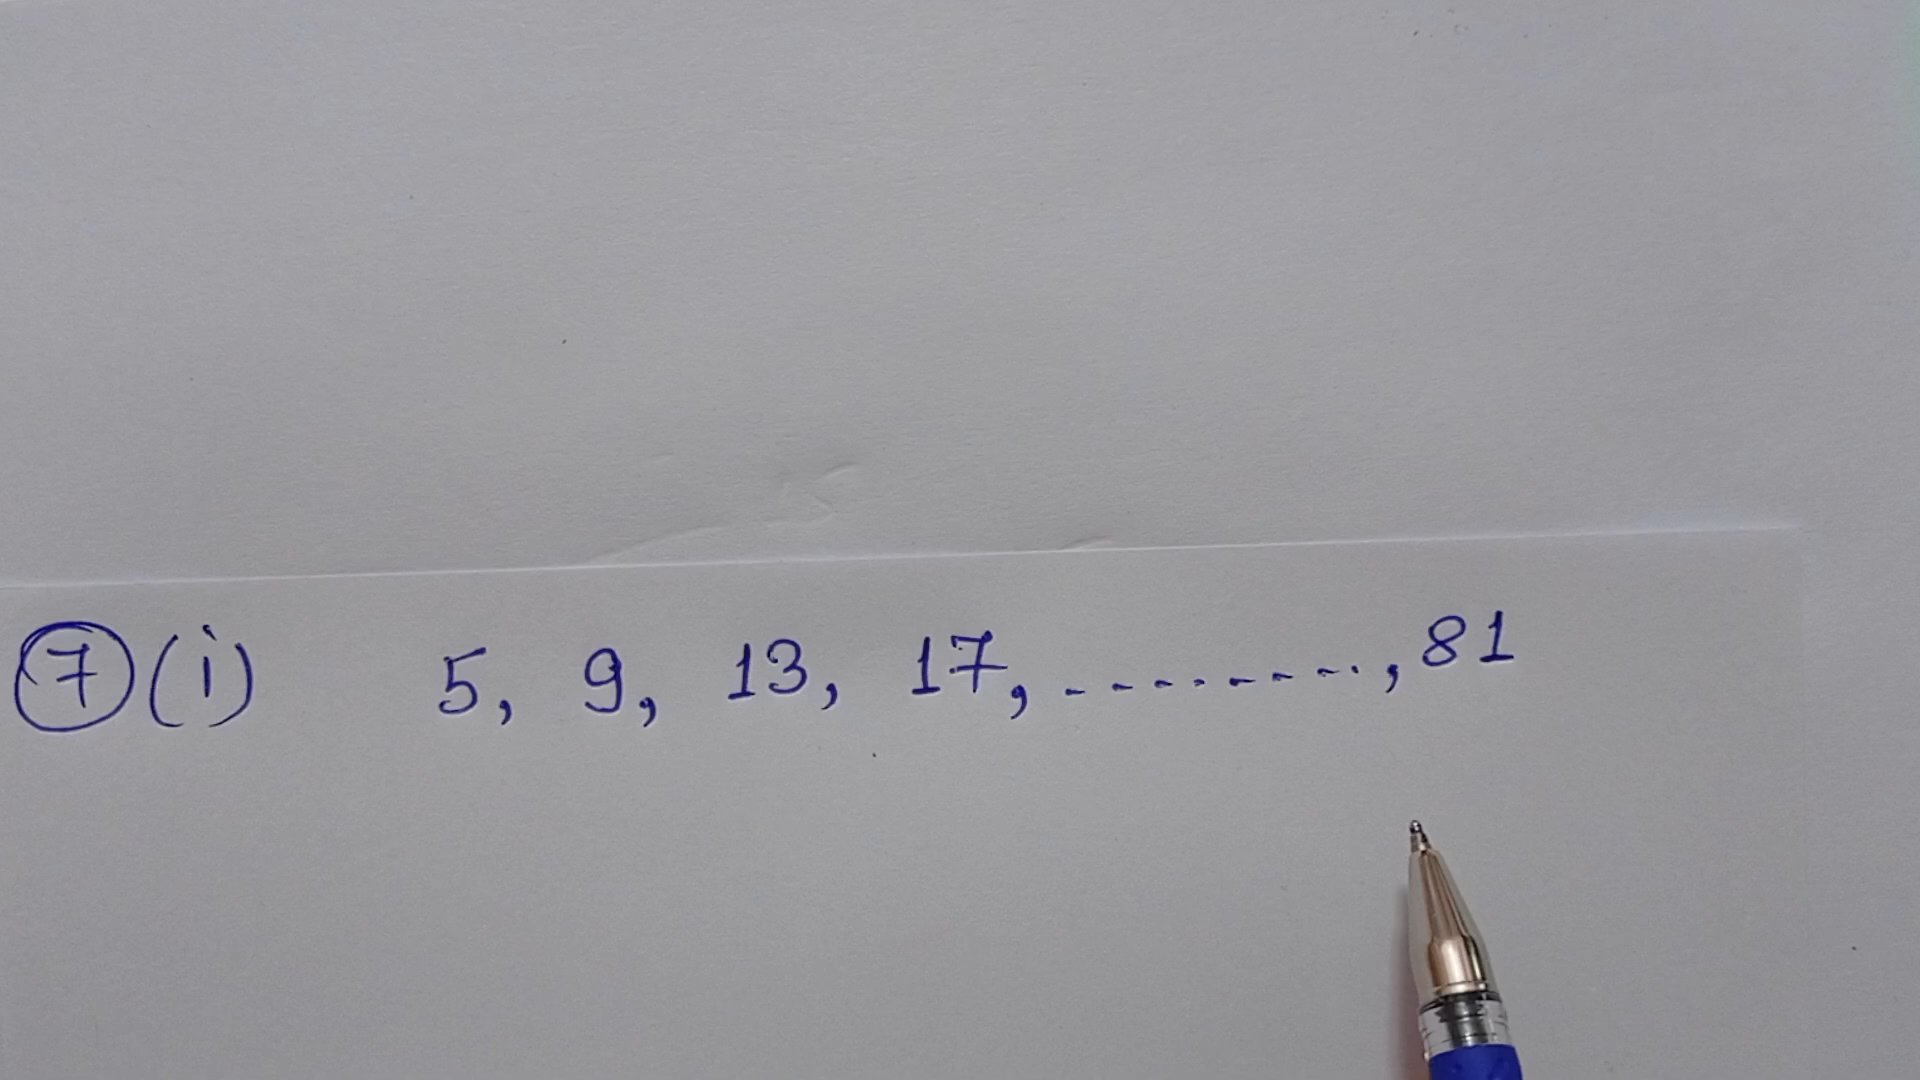 7 (i) 5, 9, 13, 17, ........., 81